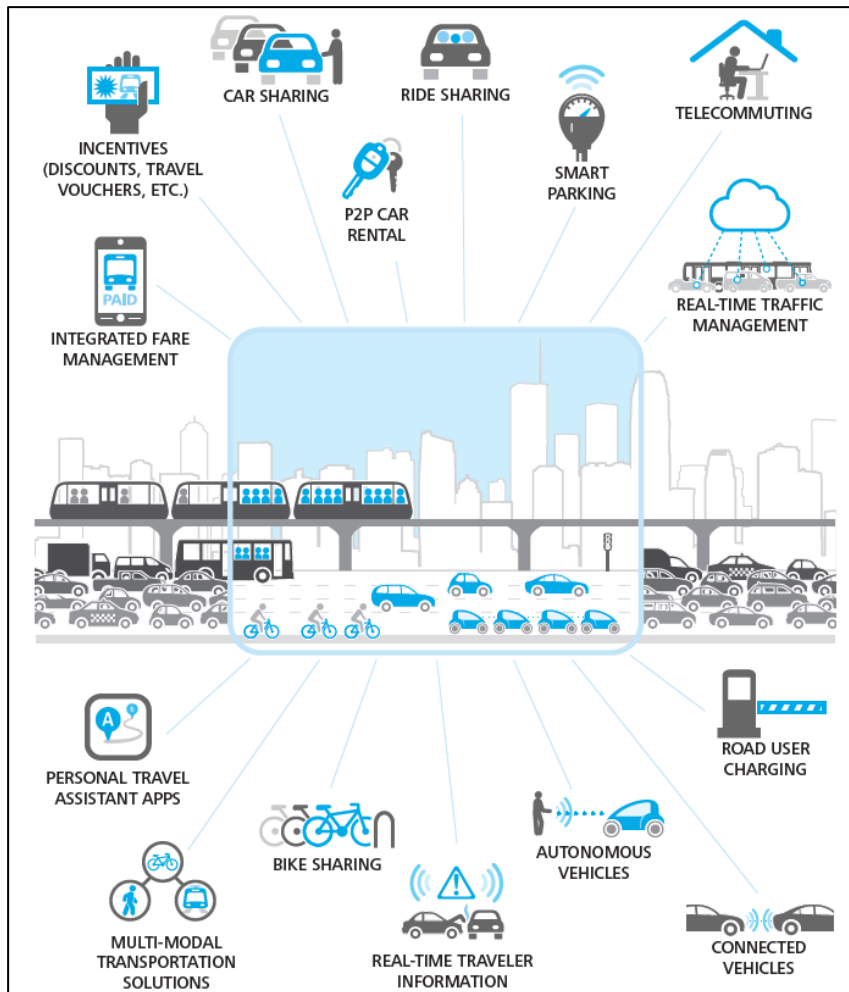 CAR SHARING
RIDE SHARING
TELECOMMUTING
INCENTIVES
(DISCOUNTS, TRAVEL
VOUCHERS, ETC.)
P2P CAR
RENTAL
SMART
PARKING
PAID
INTEGRATED FARE
MANAGEMENT
REAL-TIME TRAFFIC
MANAGEMENT
A
B
PERSONAL TRAVEL
ASSISTANT APPS
ROAD USER
CHARGING
BIKE SHARING
AUTONOMOUS
VEHICLES
MULTI-MODAL
TRANSPORTATION
SOLUTIONS
REAL-TIME TRAVELER
INFORMATION
CONNECTED
VEHICLES